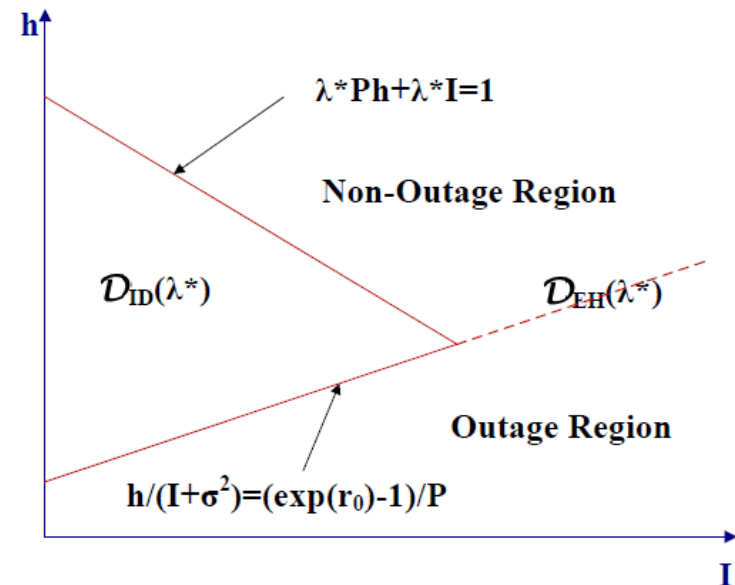 h
λ*Ph+λ*I=1
Non-Outage Region
𝒟ID(λ*)
𝒟EH(λ*)
Outage Region
h/(I+σ²)=(exp(r₀)-1)/P
I